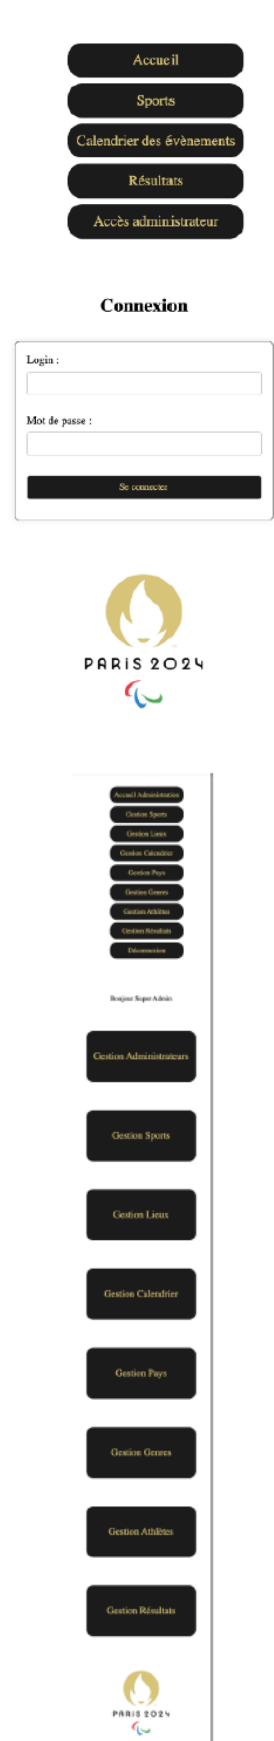 Accueil
Sports
Calendrier des évènements
Résultats
Accès administrateur
Connexion
Login :
Mot de passe :
Se connecter
PARiS 2024
Accueil Administration
Gestion Sports
Gestion Lieux
Gestion Calendrier
Gestion Pays
Gestion Genres
Gestion Athlètes
Gestion Résultats
Déconnexion
Bonjour Super Admin
Gestion Administrateurs
Gestion Sports
Gestion Lieux
Gestion Calendrier
Gestion Pays
Gestion Genres
Gestion Athlètes
Gestion Résultats
PARiS 2024